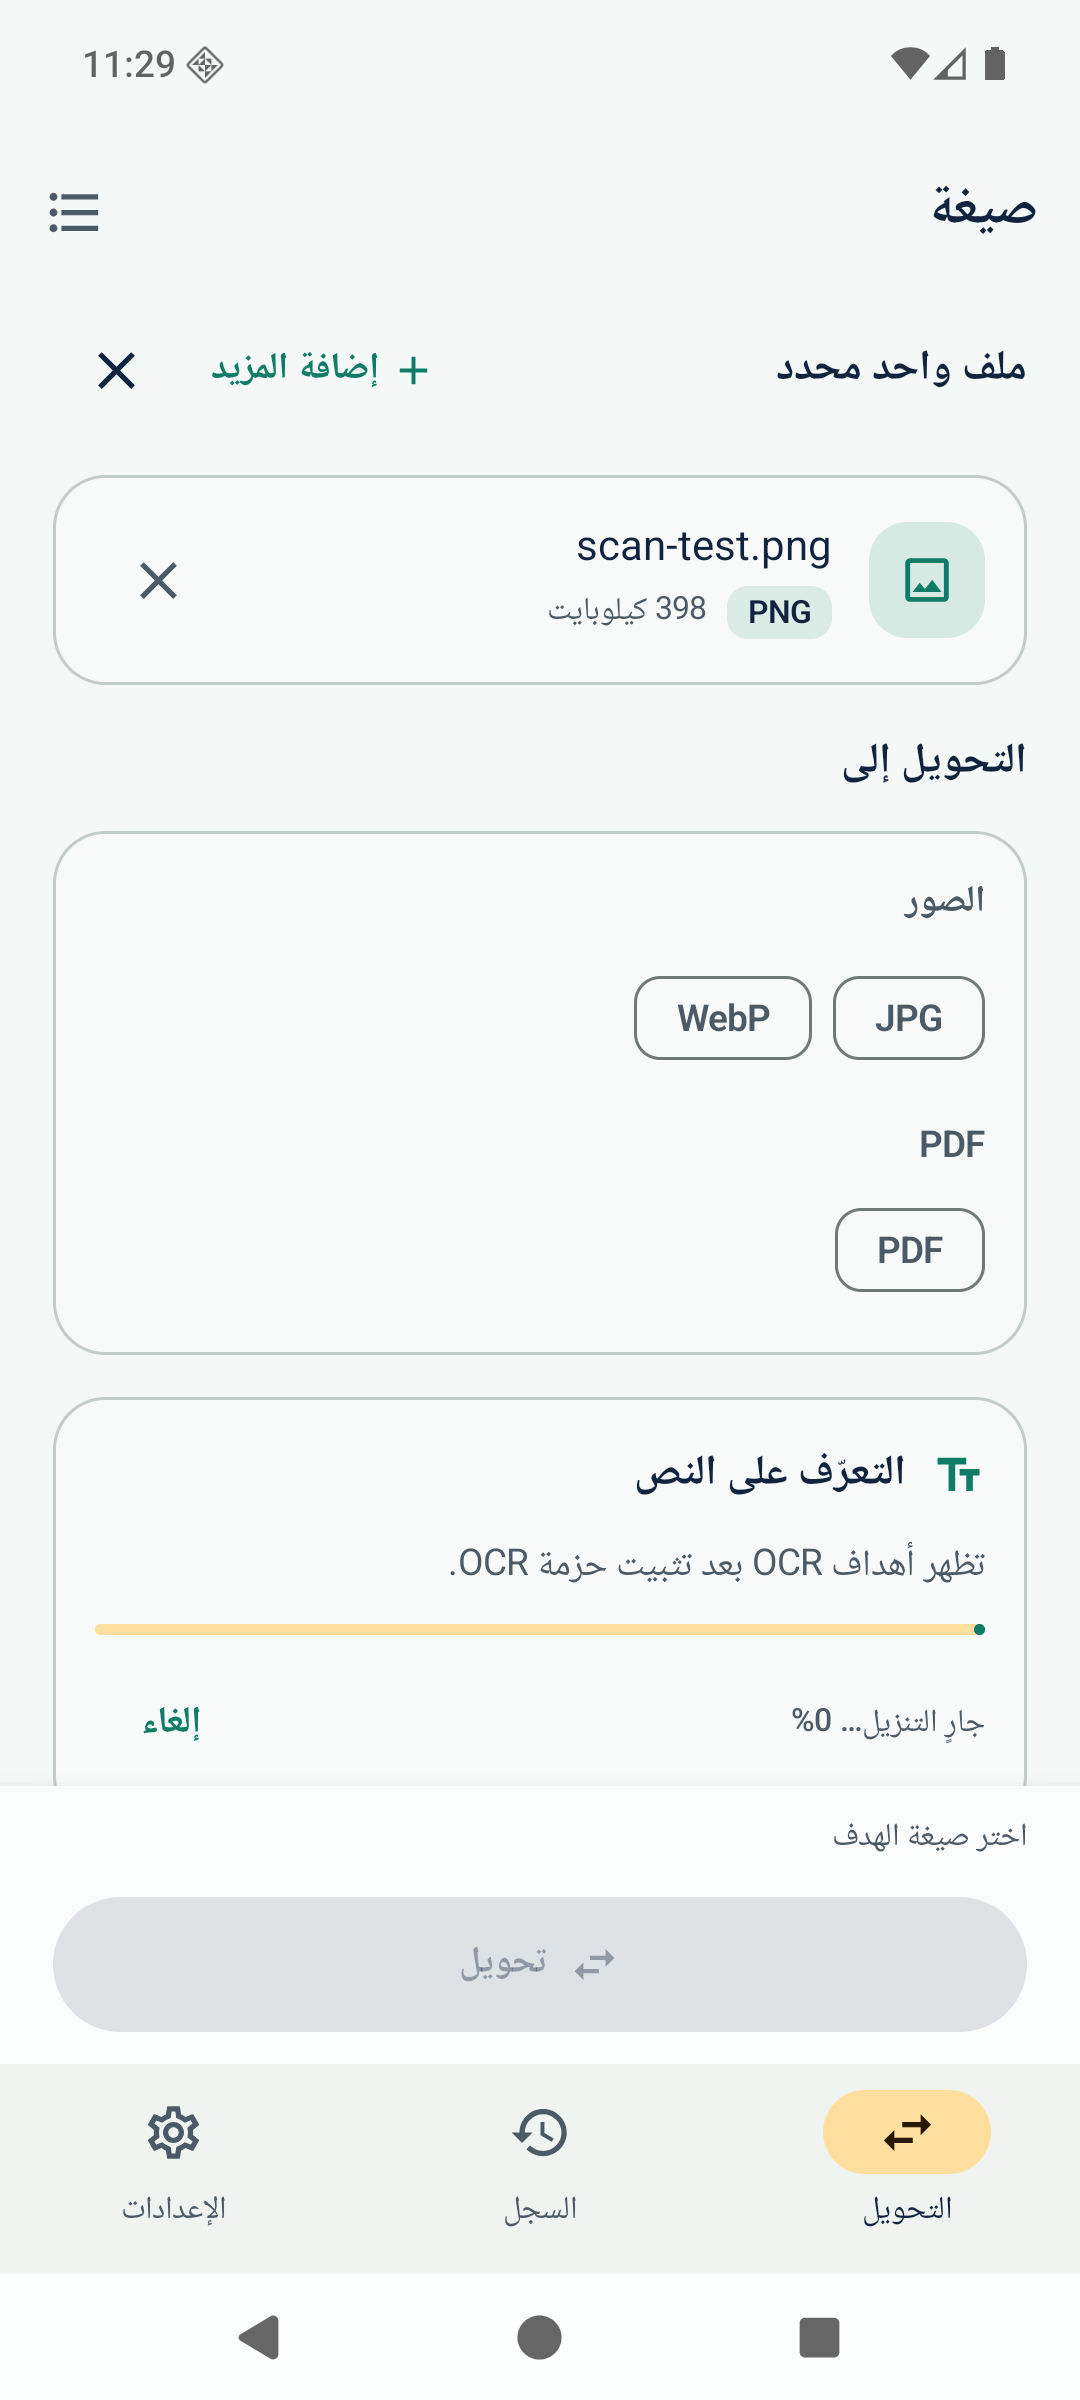 11:29
صيغة
ملف واحد محدد
إضافة المزيد
scan-test.png
PNG 398 كيلوبايت
التحويل إلى
الصور
JPG WebP
PDF
PDF
التعرّف على النص
تظهر أهداف OCR بعد تثبيت حزمة OCR.
جارٍ التنزيل… 0%
إلغاء
اختر صيغة الهدف
تحويل
التحويل
السجل
الإعدادات